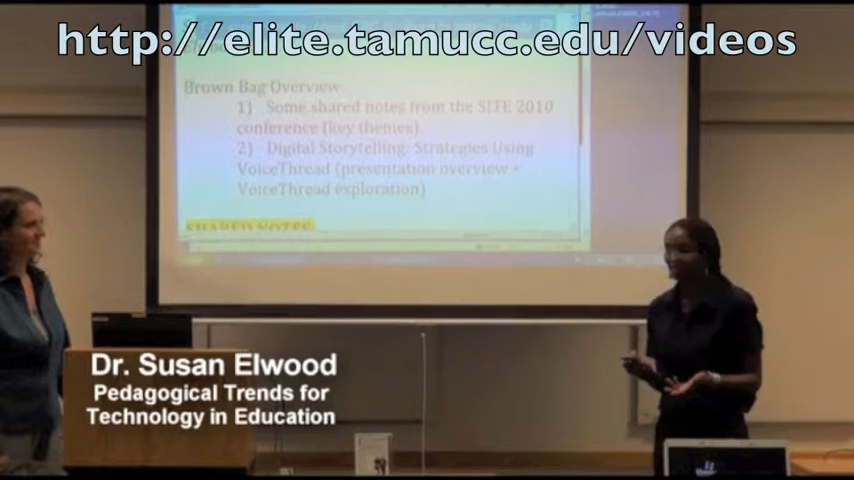 http://elite.tamucc.edu/videos
Brown Bag Overview
1) Some shared notes from the SITE 2010
conference (key themes).
2) Digital Storytelling: Strategies Using
VoiceThread (presentation overview +
VoiceThread exploration)
SHARED NOTES
Dr. Susan Elwood
Pedagogical Trends for
Technology in Education